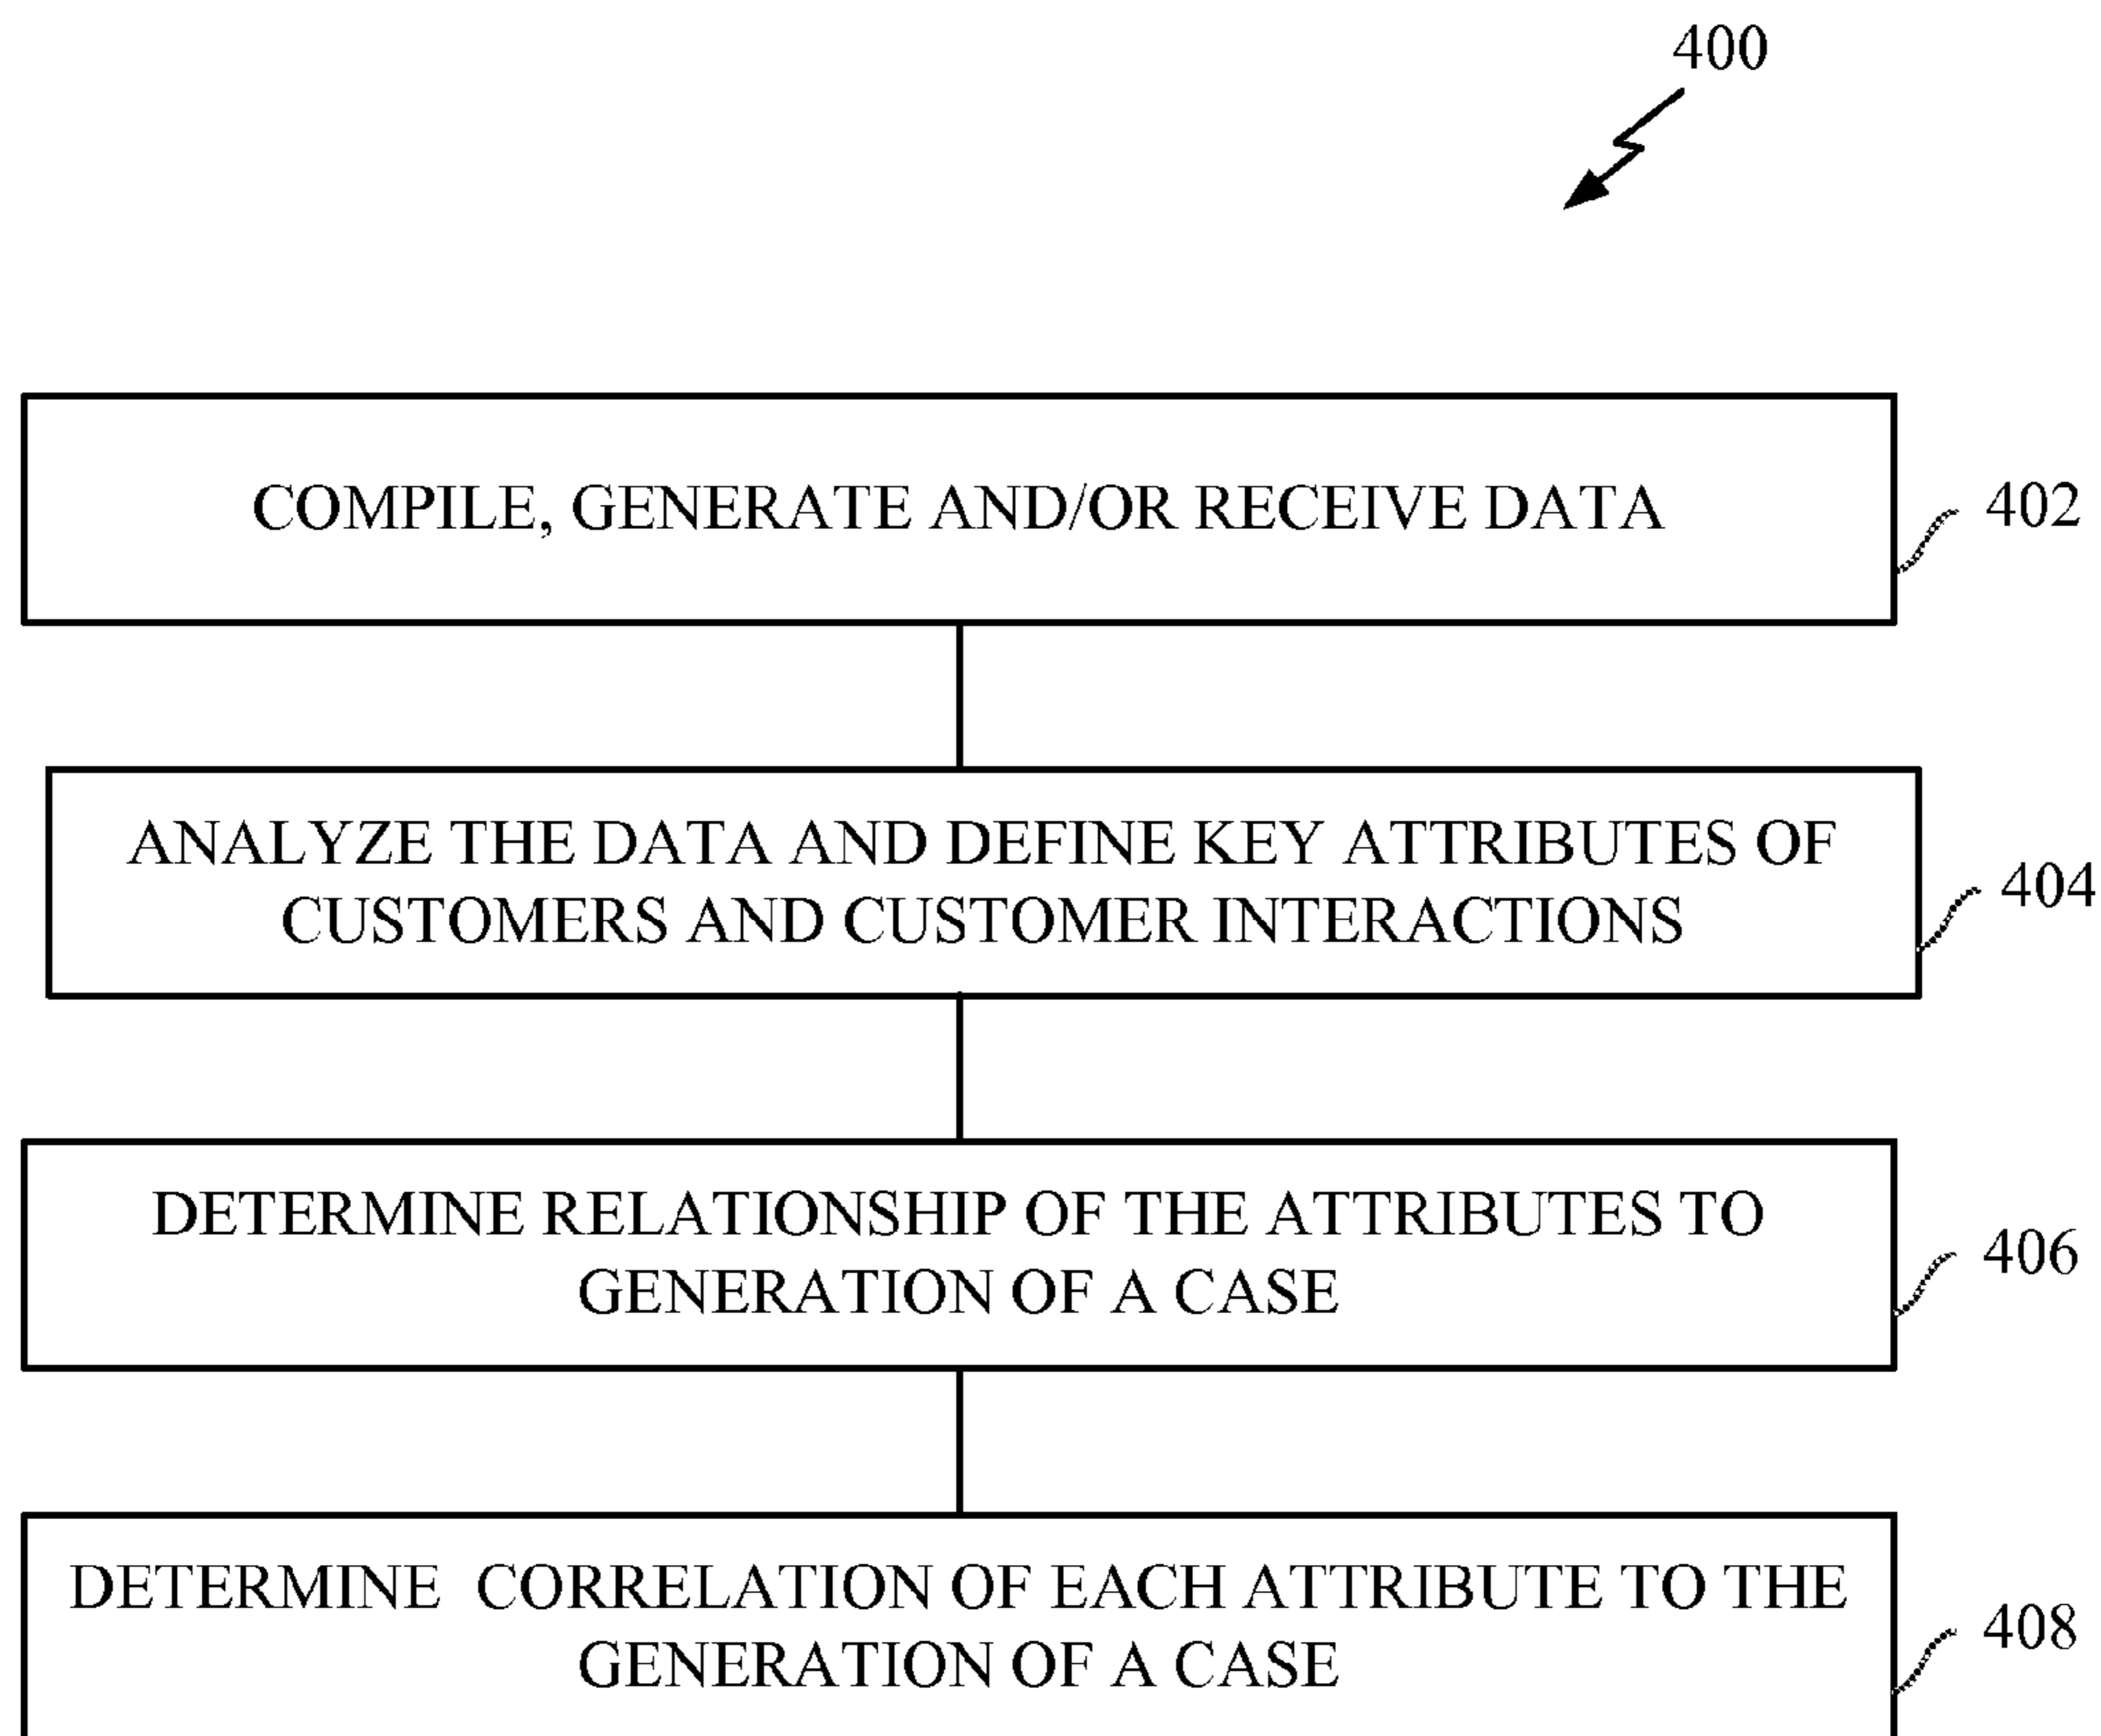 400
COMPILE, GENERATE AND/OR RECEIVE DATA
402
ANALYZE THE DATA AND DEFINE KEY ATTRIBUTES OF
CUSTOMERS AND CUSTOMER INTERACTIONS
404
DETERMINE RELATIONSHIP OF THE ATTRIBUTES TO
GENERATION OF A CASE
406
DETERMINE CORRELATION OF EACH ATTRIBUTE TO THE
GENERATION OF A CASE
408